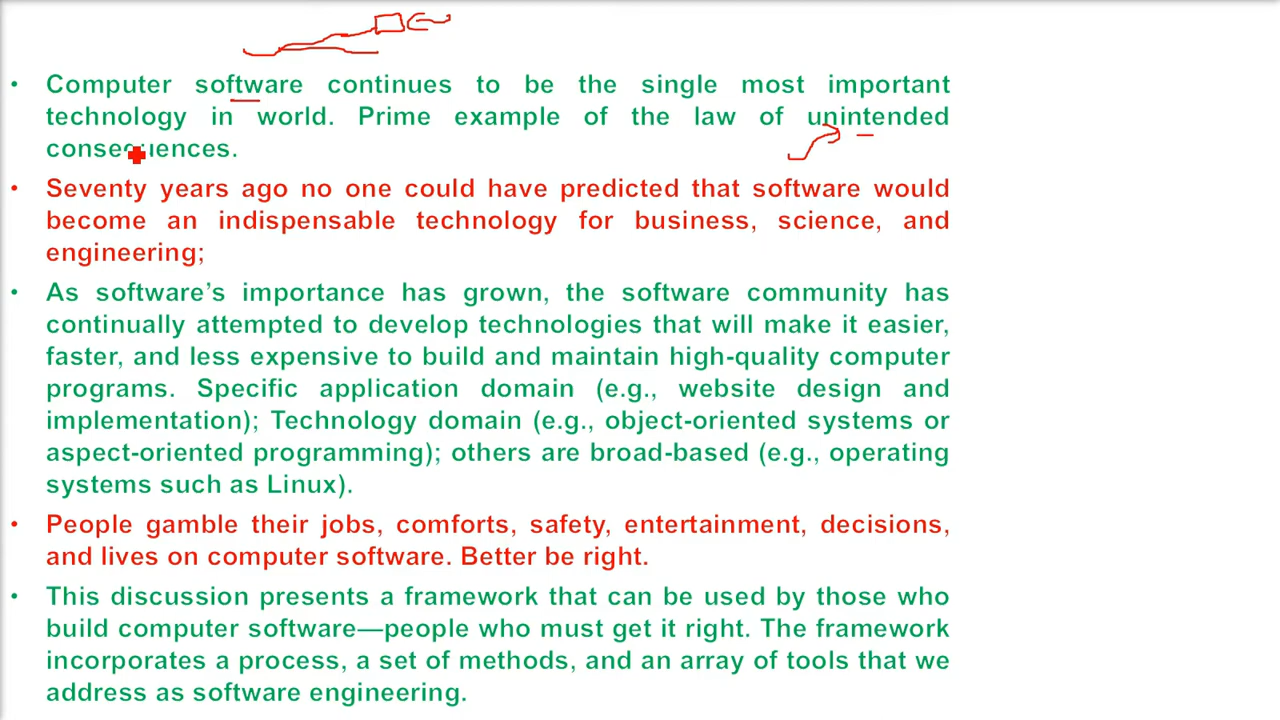 • Computer software continues to be the single most important
technology in world. Prime example of the law of unintended
consequences.
• Seventy years ago no one could have predicted that software would
become an indispensable technology for business, science, and
engineering;
• As software’s importance has grown, the software community has
continually attempted to develop technologies that will make it easier,
faster, and less expensive to build and maintain high-quality computer
programs. Specific application domain (e.g., website design and
implementation); Technology domain (e.g., object-oriented systems or
aspect-oriented programming); others are broad-based (e.g., operating
systems such as Linux).
• People gamble their jobs, comforts, safety, entertainment, decisions,
and lives on computer software. Better be right.
• This discussion presents a framework that can be used by those who
build computer software—people who must get it right. The framework
incorporates a process, a set of methods, and an array of tools that we
address as software engineering.